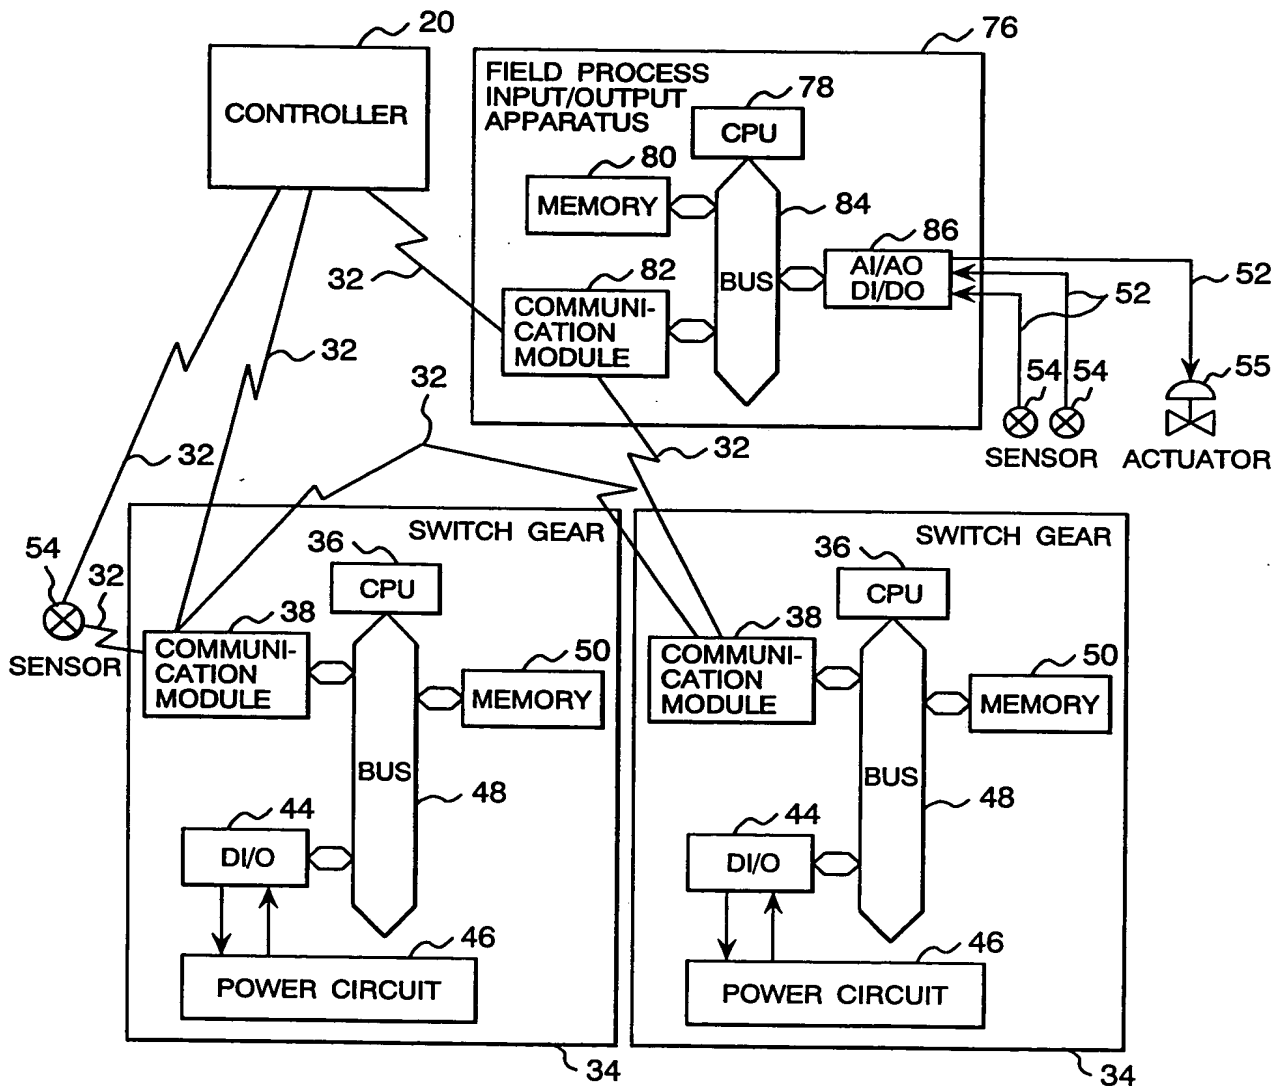 20
CONTROLLER
76
FIELD PROCESS
INPUT/OUTPUT
APPARATUS
78
CPU
80
MEMORY
84
86
AI/AO
DI/DO
BUS
82
COMMUNI-
CATION
MODULE
32
52
52
54
54
55
SENSOR
ACTUATOR
32
32
32
32
54
32
SENSOR
SWITCH GEAR
36
CPU
38
COMMUNI-
CATION
MODULE
50
MEMORY
BUS
48
44
DI/O
46
POWER CIRCUIT
34
SWITCH GEAR
36
CPU
38
COMMUNI-
CATION
MODULE
50
MEMORY
BUS
48
44
DI/O
46
POWER CIRCUIT
34